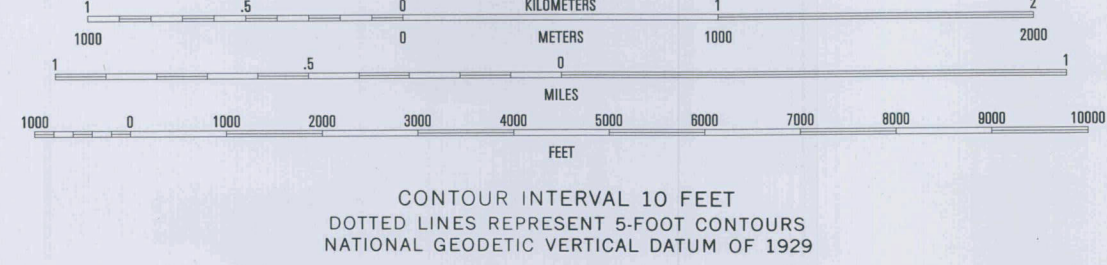 1 .5 0 KILOMETERS 1 2
1000 0 METERS 1000 2000
1 .5 0 1
MILES
1000 0 1000 2000 3000 4000 5000 6000 7000 8000 9000 10000
FEET
CONTOUR INTERVAL 10 FEET
DOTTED LINES REPRESENT 5-FOOT CONTOURS
NATIONAL GEODETIC VERTICAL DATUM OF 1929